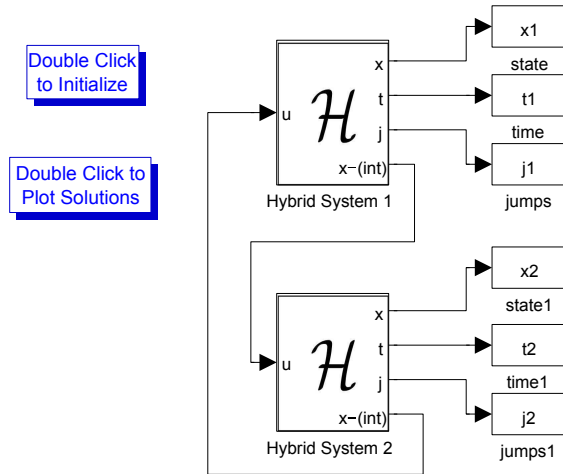 Double Click
to Initialize
Double Click to
Plot Solutions
u
ℋ
x
t
j
x-(int)
Hybrid System 1
x1
state
t1
time
j1
jumps
u
ℋ
x
t
j
x-(int)
Hybrid System 2
x2
state1
t2
time1
j2
jumps1